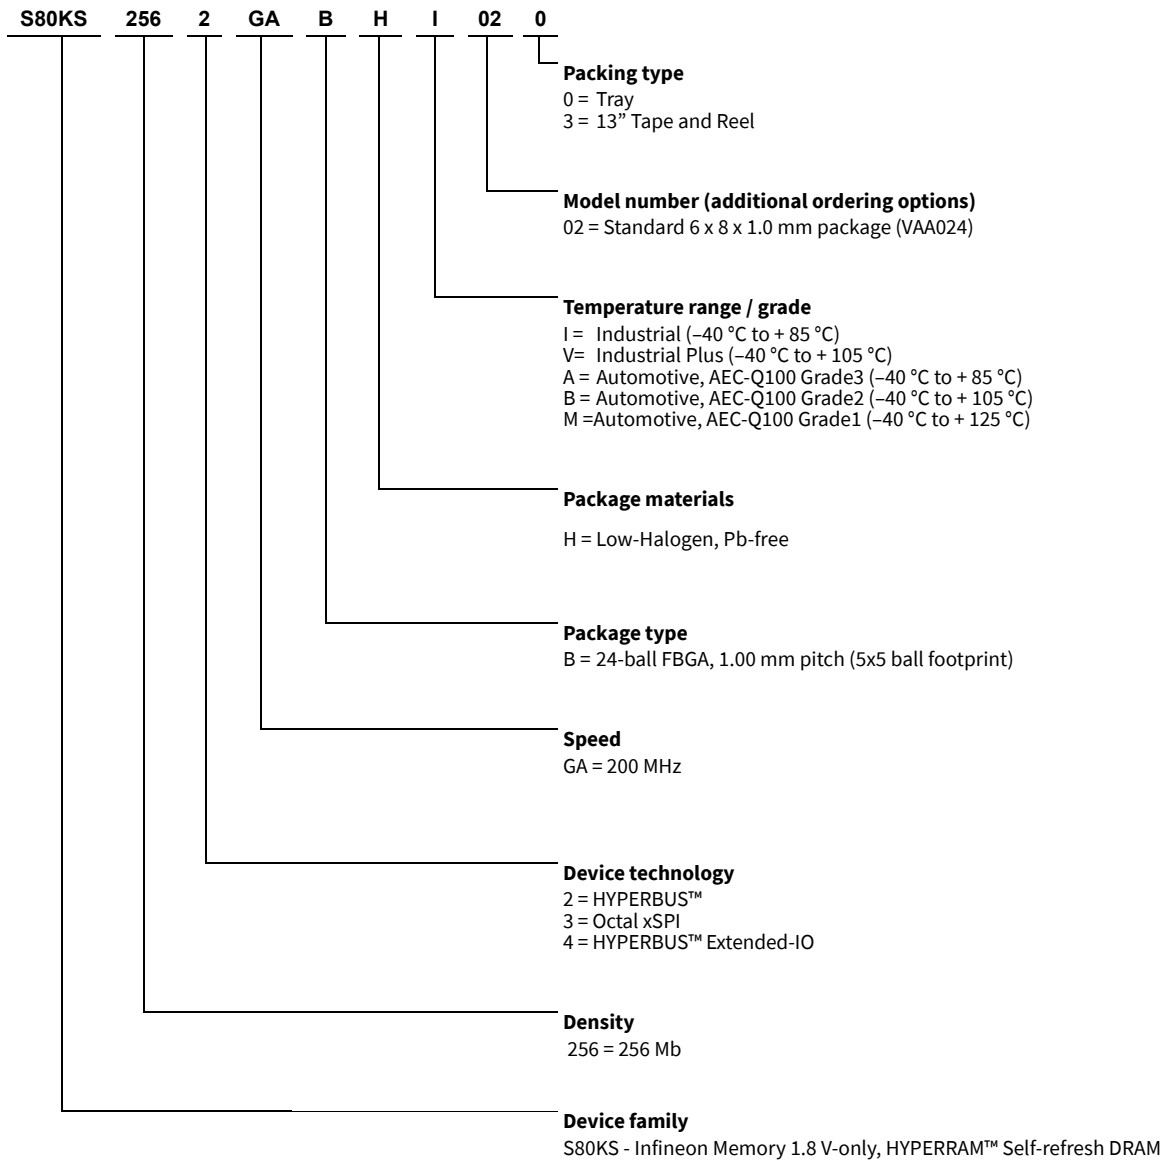 S80KS 256 2 GA B H I 02 0
Packing type
0 = Tray
3 = 13” Tape and Reel
Model number (additional ordering options)
02 = Standard 6 x 8 x 1.0 mm package (VAA024)
Temperature range / grade
I = Industrial (–40 °C to + 85 °C)
V= Industrial Plus (–40 °C to + 105 °C)
A = Automotive, AEC-Q100 Grade3 (–40 °C to + 85 °C)
B = Automotive, AEC-Q100 Grade2 (–40 °C to + 105 °C)
M =Automotive, AEC-Q100 Grade1 (–40 °C to + 125 °C)
Package materials
H = Low-Halogen, Pb-free
Package type
B = 24-ball FBGA, 1.00 mm pitch (5x5 ball footprint)
Speed
GA = 200 MHz
Device technology
2 = HYPERBUS™
3 = Octal xSPI
4 = HYPERBUS™ Extended-IO
Density
256 = 256 Mb
Device family
S80KS - Infineon Memory 1.8 V-only, HYPERRAM™ Self-refresh DRAM